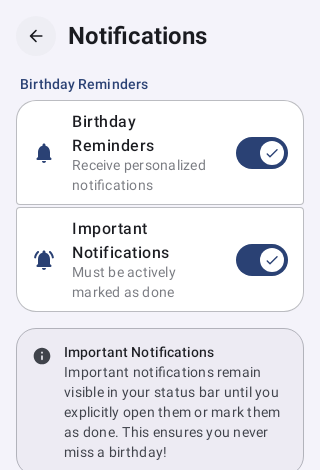 Notifications
Birthday Reminders
Birthday
Reminders
Receive personalized
notifications
Important
Notifications
Must be actively
marked as done
Important Notifications
Important notifications remain
visible in your status bar until you
explicitly open them or mark them
as done. This ensures you never
miss a birthday!